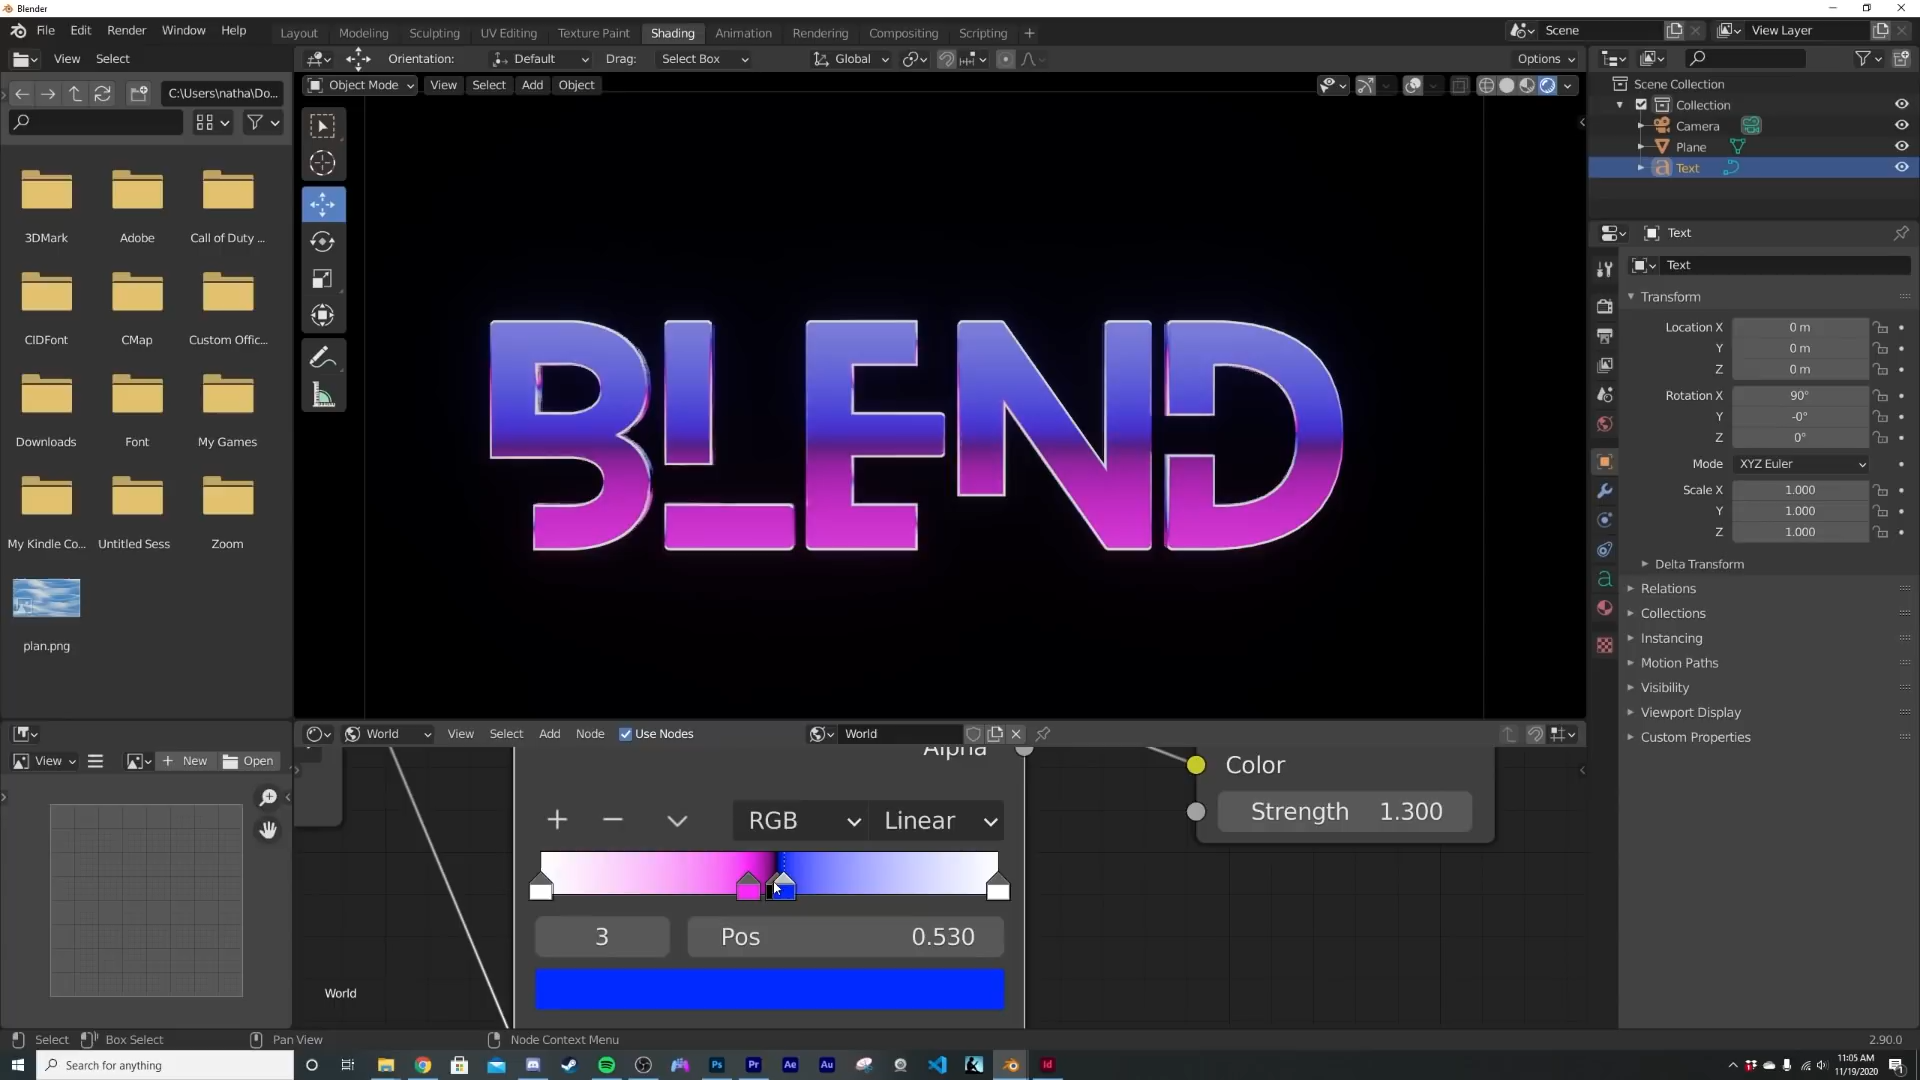 Blender
File Edit Render Window Help
Layout Modeling Sculpting UV Editing Texture Paint Shading Animation Rendering Compositing Scripting +
Scene
View Layer
View Select
Orientation: Default Drag: Select Box Global Options
C:\Users\natha\Do...
Object Mode View Select Add Object
Scene Collection
Collection
Camera
Plane
Text
3DMark Adobe Call of Duty ...
CIDFont CMap Custom Offic...
Downloads Font My Games
My Kindle Co... Untitled Sess Zoom
plan.png
BLEND
Text
Text
Transform
Location X 0 m
Y 0 m
Z 0 m
Rotation X 90°
Y -0°
Z 0°
Mode XYZ Euler
Scale X 1.000
Y 1.000
Z 1.000
Delta Transform
Relations
Collections
Instancing
Motion Paths
Visibility
Viewport Display
Custom Properties
World View Select Add Node Use Nodes World
View New Open
Alpha
Color
Strength 1.300
RGB Linear
3 Pos 0.530
World
Select Box Select Pan View Node Context Menu 2.90.0
Search for anything
Ps Pr Ae Au Id
11:05 AM
11/19/2020